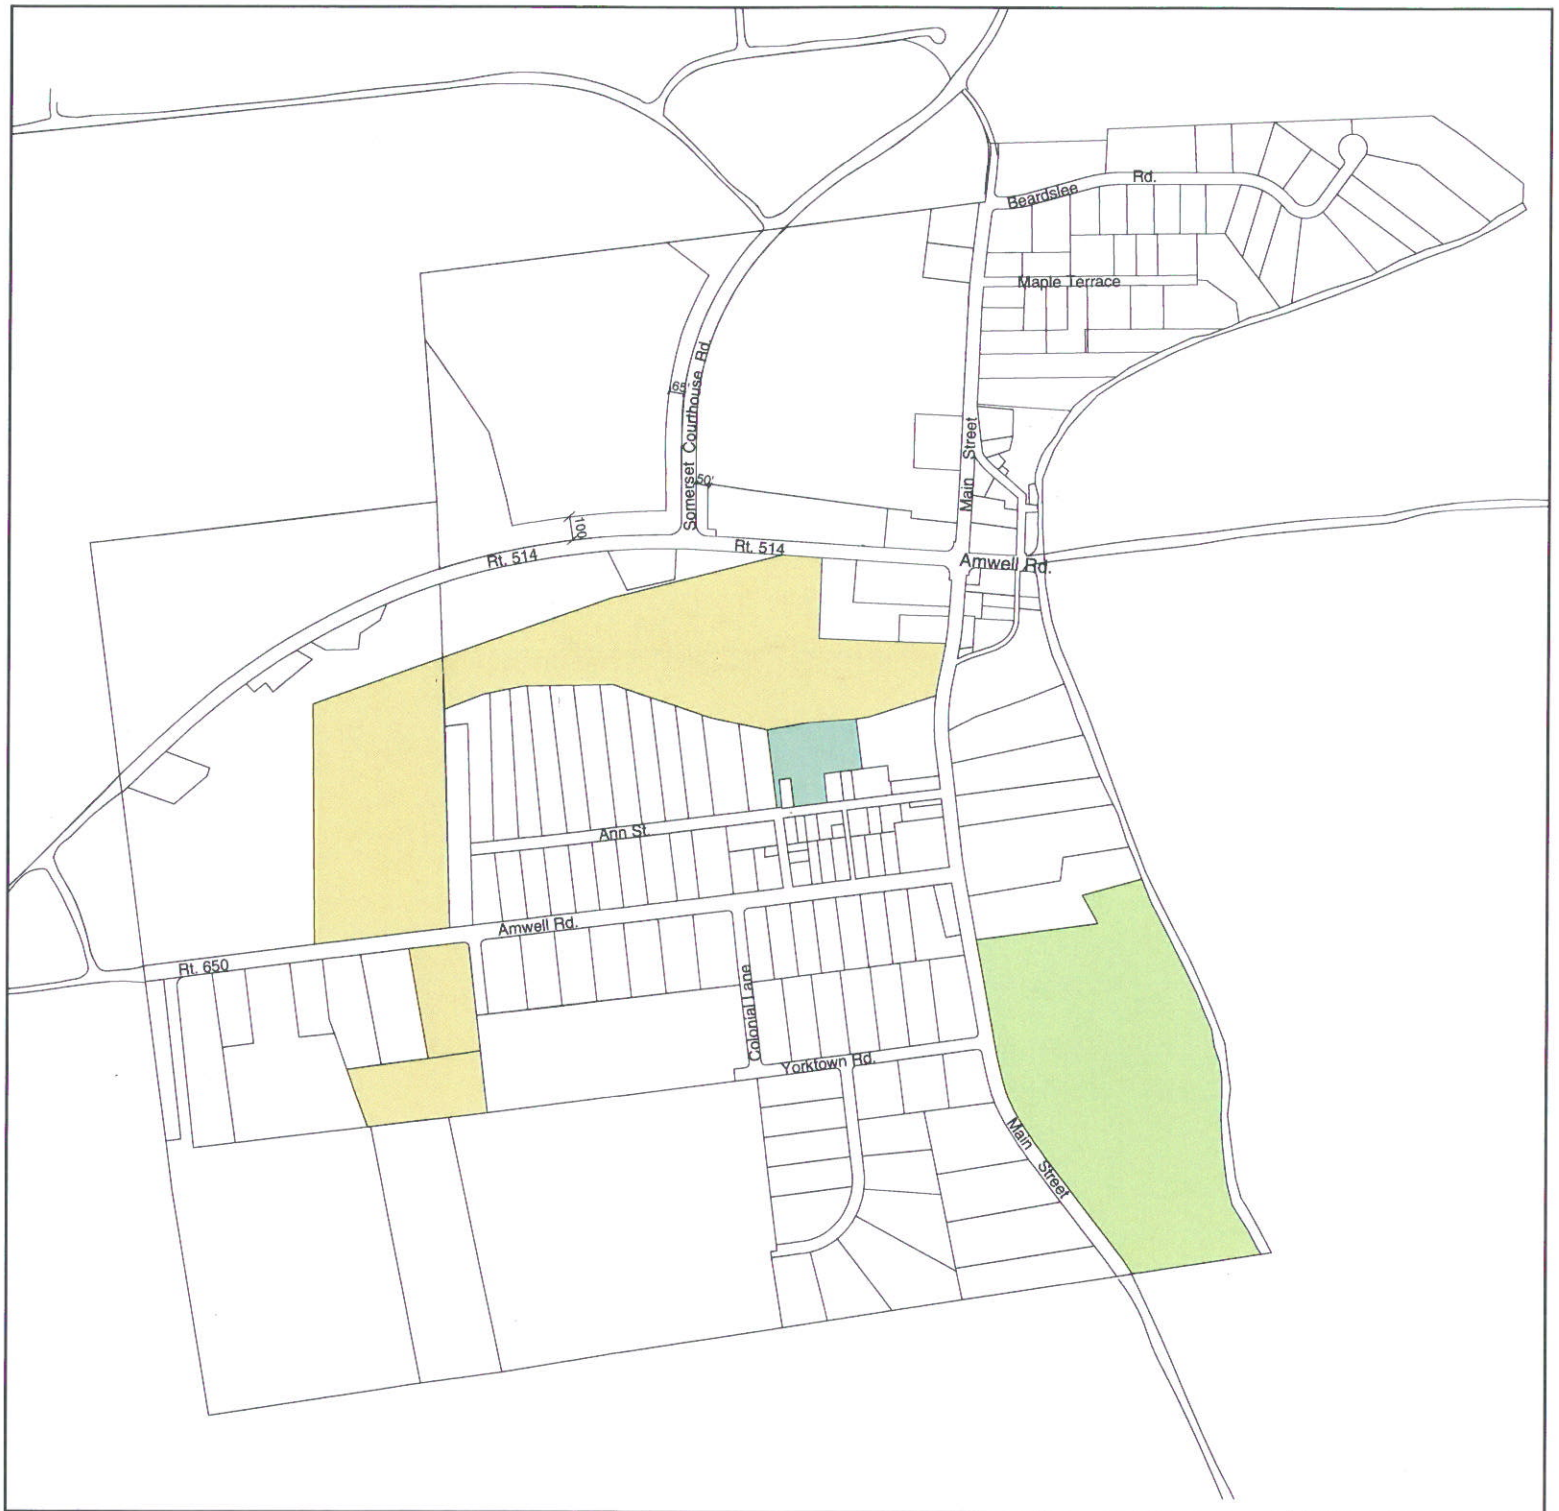 Beardslee Rd.
Maple Terrace
Somerset Courthouse Rd.
Main Street
50'
100'
Rt. 514
Rt. 514
Amwell Rd.
Ann St.
Amwell Rd.
Rt. 650
Colonial Lane
Yorktown Rd.
Main Street